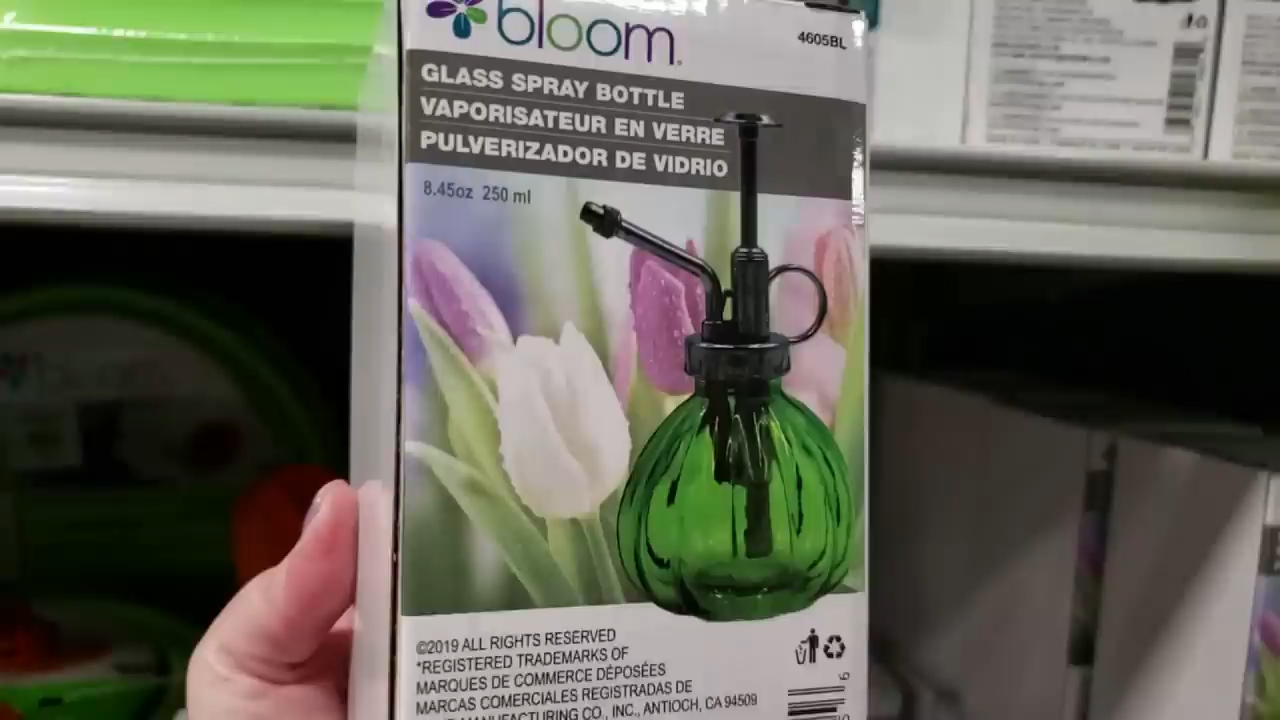 bloom.
4605BL
GLASS SPRAY BOTTLE
VAPORISATEUR EN VERRE
PULVERIZADOR DE VIDRIO
8.45oz 250 ml
©2019 ALL RIGHTS RESERVED
*REGISTERED TRADEMARKS OF
MARQUES DE COMMERCE DÉPOSÉES
MARCAS COMERCIALES REGISTRADAS DE
MANUFACTURING CO., INC., ANTIOCH, CA 94509
bloom